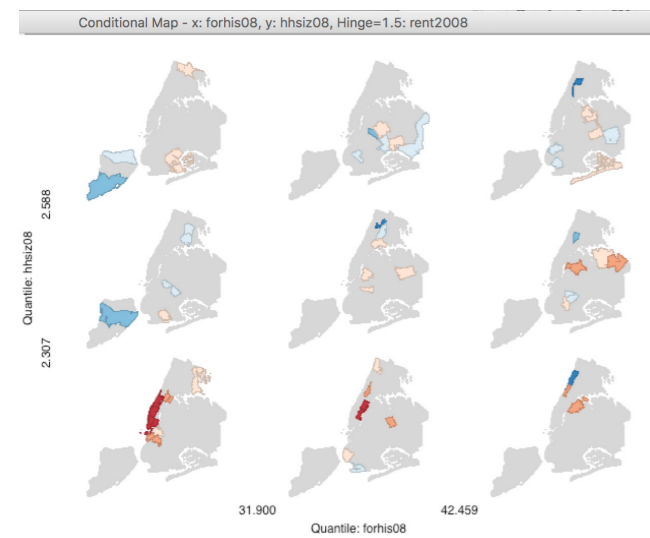 Conditional Map - x: forhis08, y: hhsiz08, Hinge=1.5: rent2008
2.588
Quantile: hhsiz08
2.307
31.900
42.459
Quantile: forhis08